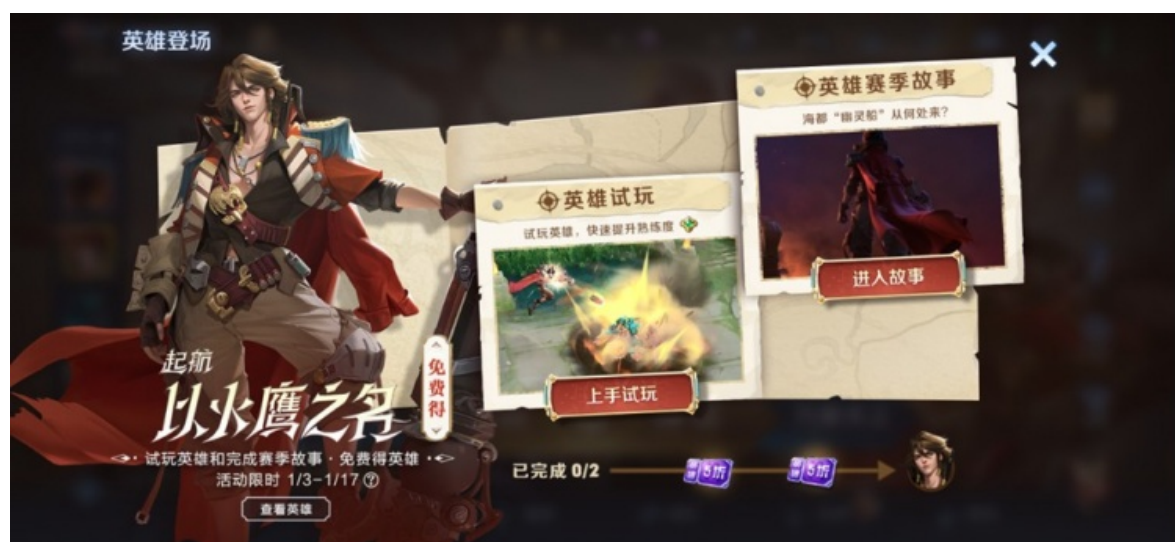 英雄登场
英雄赛季故事
海都“幽灵船”从何处来?
进入故事
英雄试玩
试玩英雄,快速提升熟练度
上手试玩
免费得
起航
以火鹰之名
试玩英雄和完成赛季故事·免费得英雄
活动限时 1/3-1/17 ?
查看英雄
已完成 0/2
5折
5折